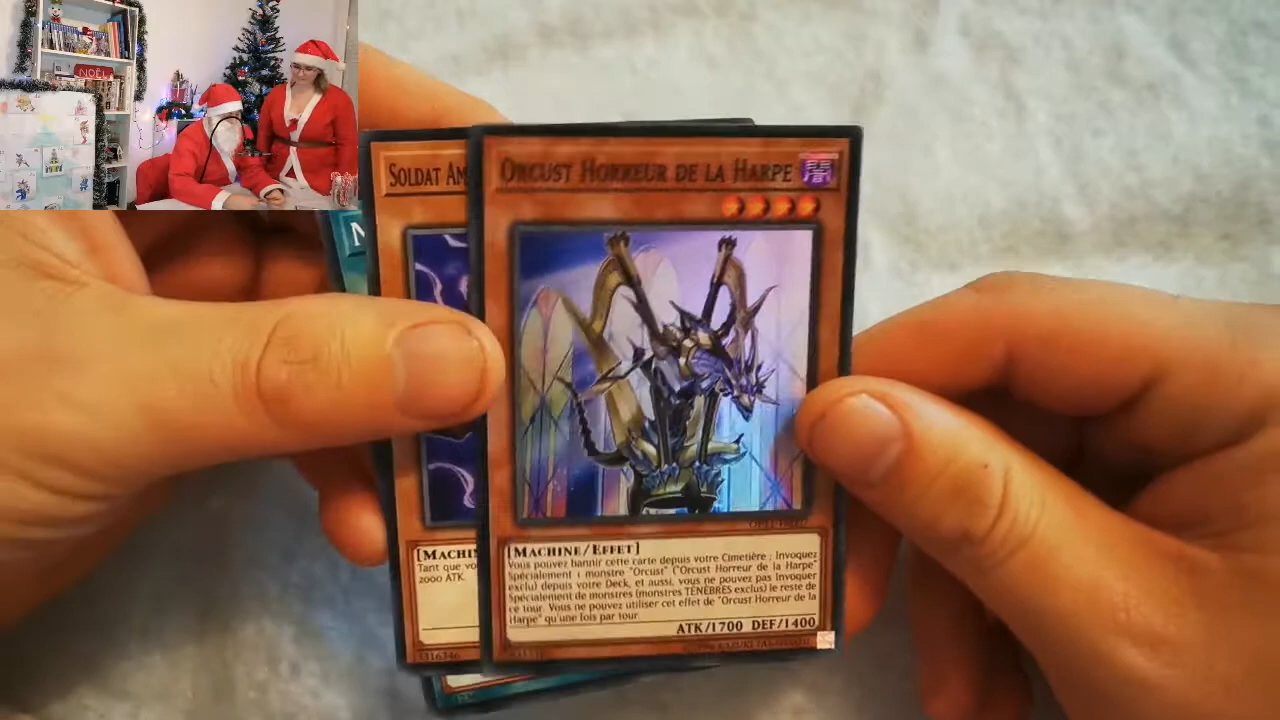 NOËL
SOLDAT AN
ORCUST HORREUR DE LA HARPE
[MACHIN
Tant que vo
2000 ATK.
[MACHINE/EFFET]
Vous pouvez bannir cette carte depuis votre Cimetière ; Invoquez
Spécialement 1 monstre "Orcust" ("Orcust Horreur de la Harpe"
exclu) depuis votre Deck, et aussi, vous ne pouvez pas Invoquer
Spécialement de monstres (monstres TÉNÈBRES exclus) le reste de
ce tour. Vous ne pouvez utiliser cet effet de "Orcust Horreur de la
Harpe" qu'une fois par tour.
ATK/1700 DEF/1400